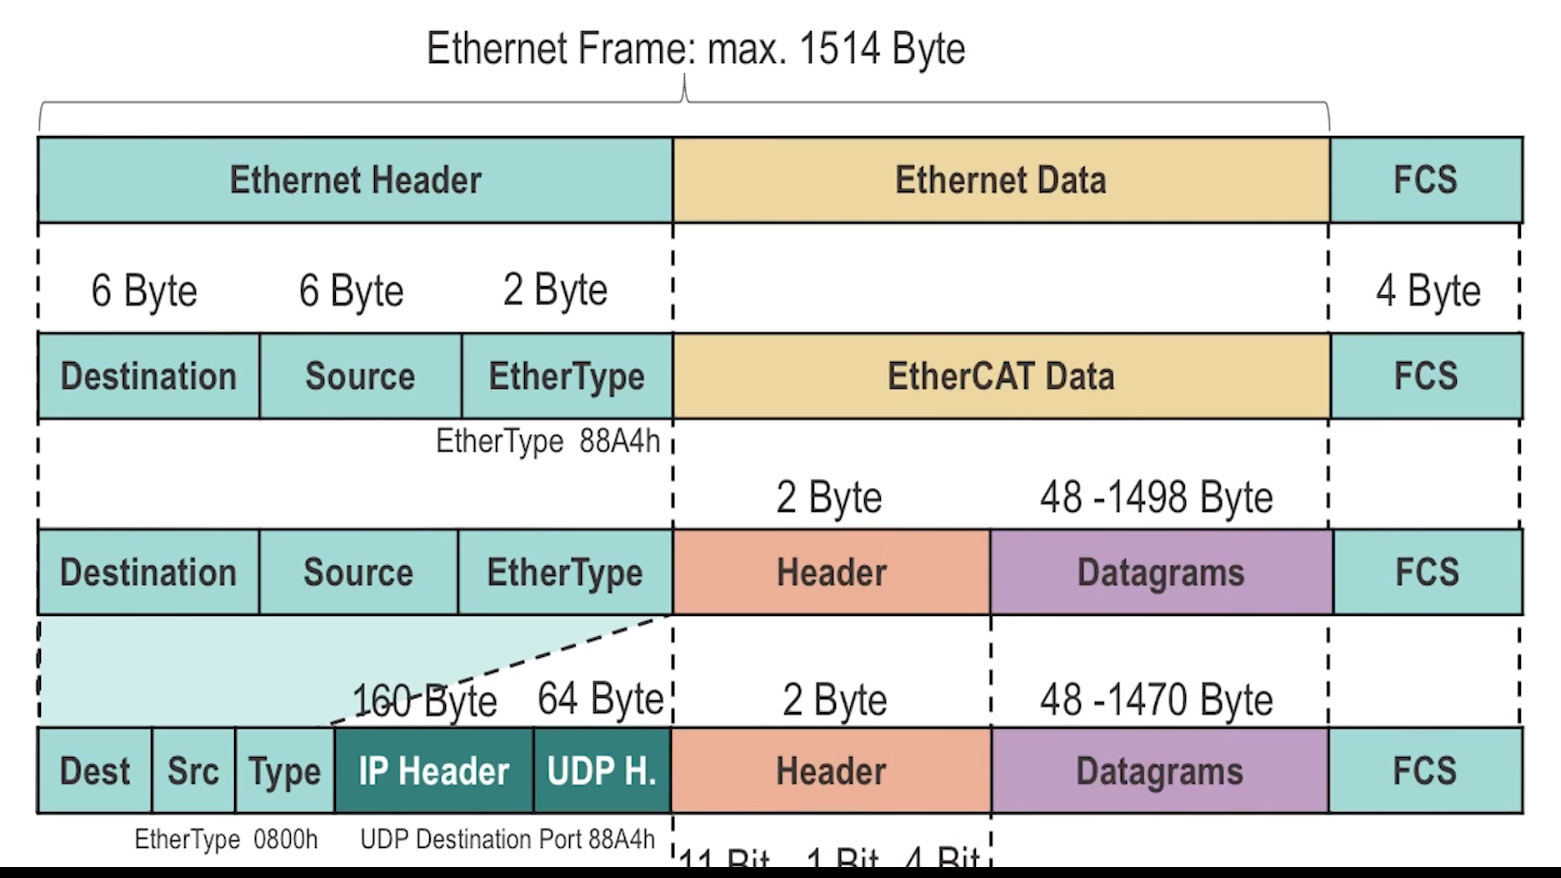 Ethernet Frame: max. 1514 Byte
Ethernet Header Ethernet Data FCS
6 Byte 6 Byte 2 Byte 4 Byte
Destination Source EtherType EtherCAT Data FCS
EtherType 88A4h
2 Byte 48 -1498 Byte
Destination Source EtherType Header Datagrams FCS
160 Byte 64 Byte 2 Byte 48 -1470 Byte
Dest Src Type IP Header UDP H. Header Datagrams FCS
EtherType 0800h UDP Destination Port 88A4h
11 Bit 1 Bit 4 Bit